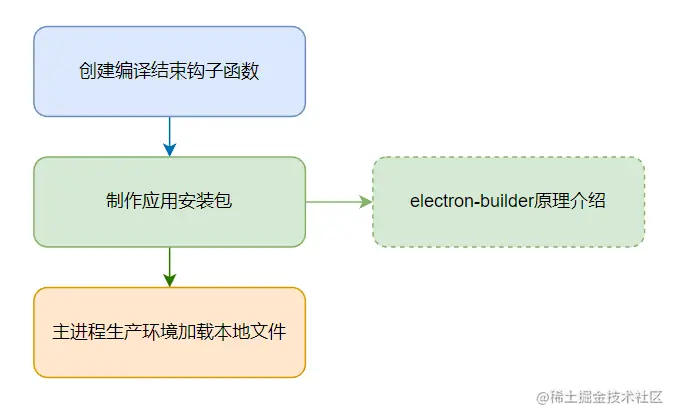 创建编译结束钩子函数
制作应用安装包
electron-builder原理介绍
主进程生产环境加载本地文件
@稀土掘金技术社区